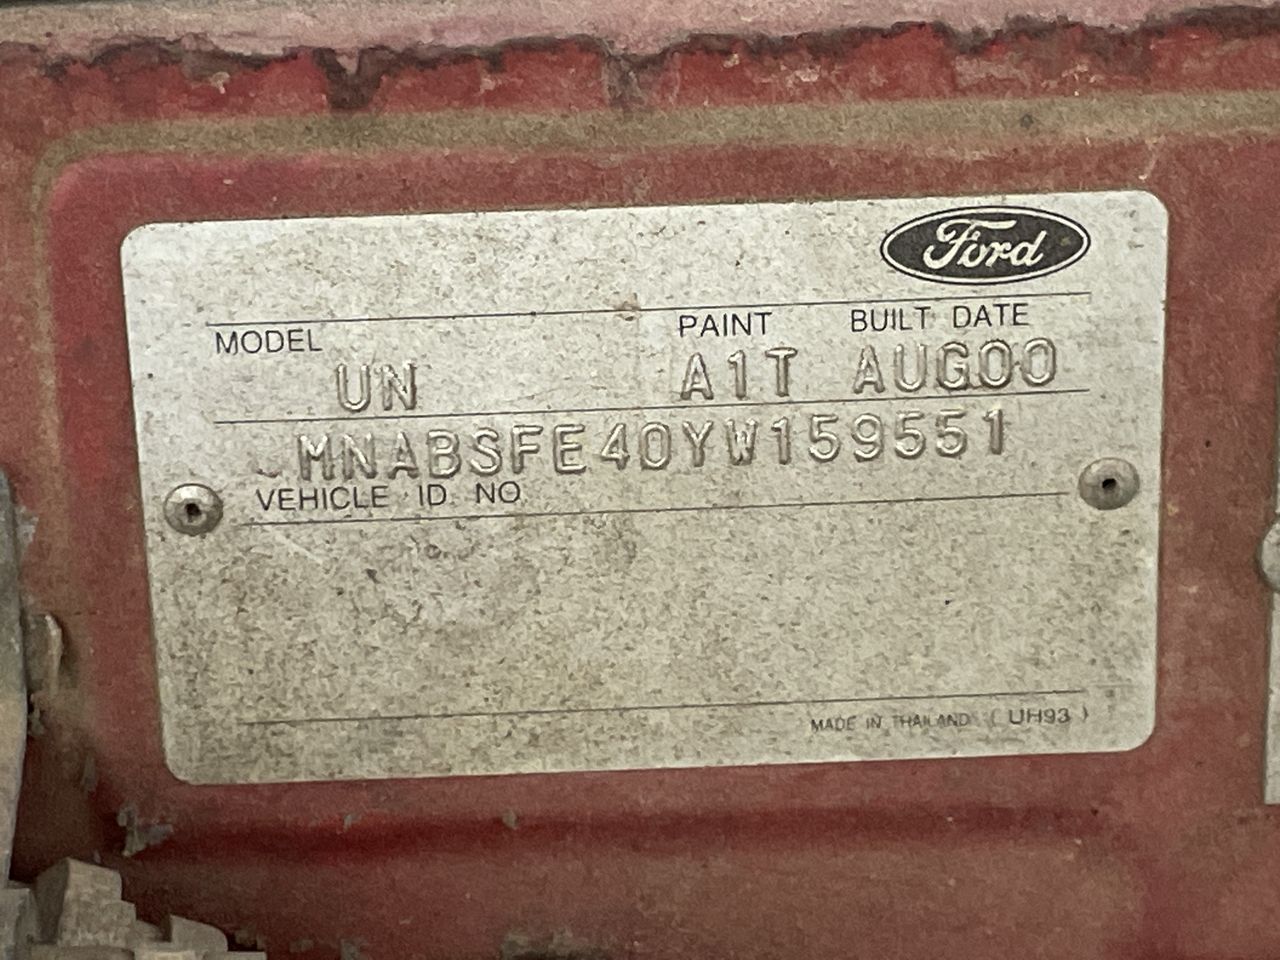 Ford
MODEL PAINT BUILT DATE
UN A1T AUG00
MNABSFE40YW159551
VEHICLE ID NO
MADE IN THAILAND ( UH93 )